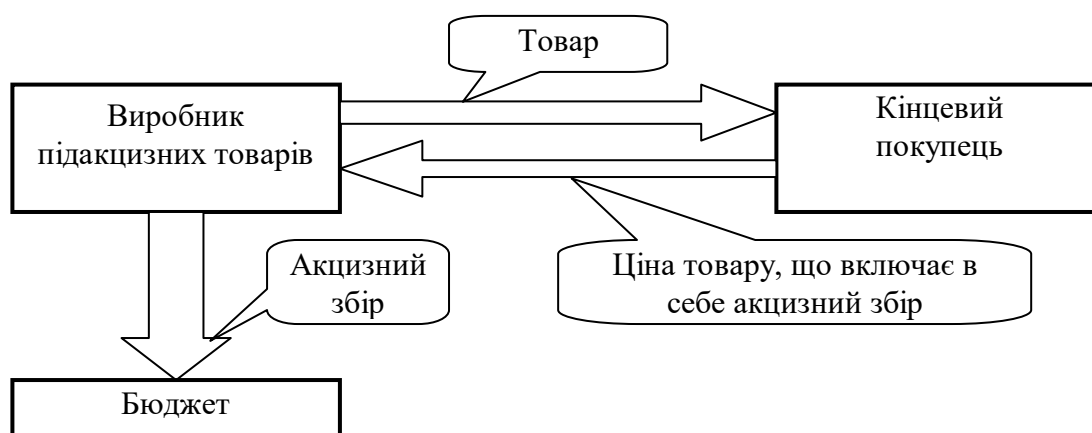 Товар
Виробник
підакцизних товарів
Кінцевий
покупець
Акцизний
збір
Ціна товару, що включає в
себе акцизний збір
Бюджет